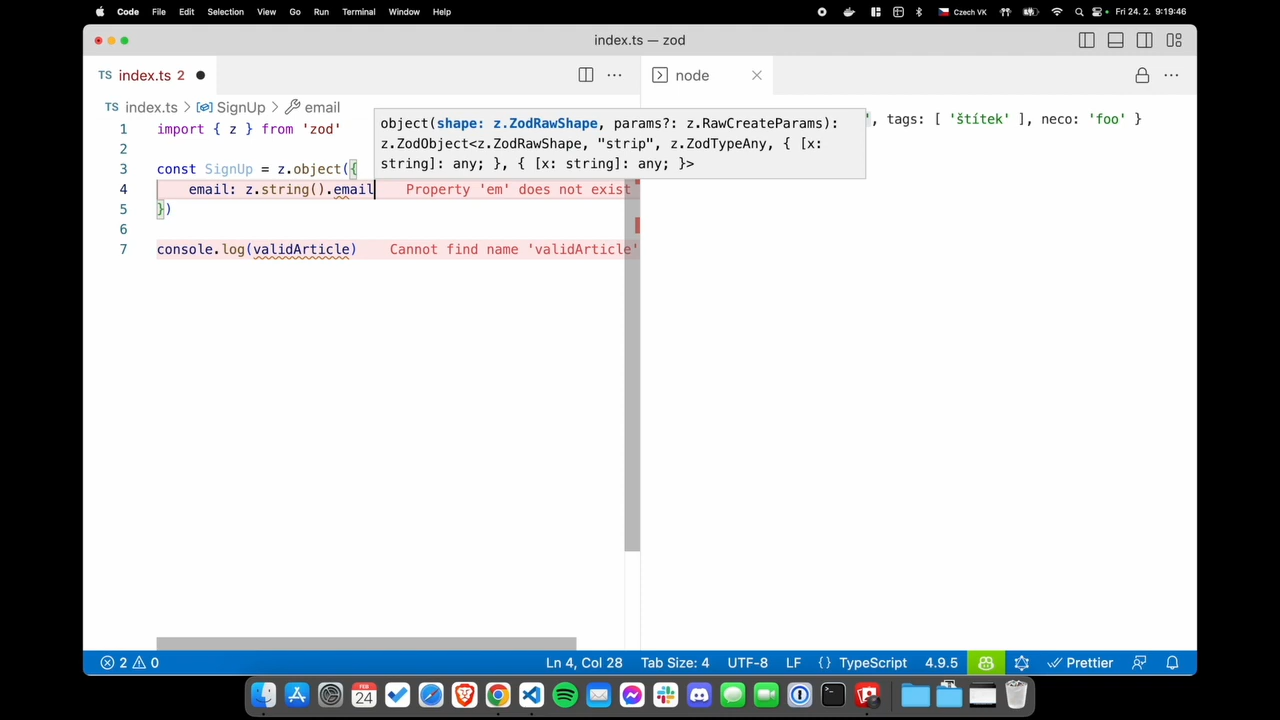 Code File Edit Selection View Go Run Terminal Window Help Czech VK Fri 24. 2. 9:19:46
index.ts — zod
TS index.ts 2
node
TS index.ts > SignUp > email
1 import { z } from 'zod'
2
3 const SignUp = z.object({
4 email: z.string().email Property 'em' does not exist
5 })
6
7 console.log(validArticle) Cannot find name 'validArticle'
object(shape: z.ZodRawShape, params?: z.RawCreateParams):
z.ZodObject<z.ZodRawShape, "strip", z.ZodTypeAny, { [x:
string]: any; }, { [x: string]: any; }>
', tags: [ 'štítek' ], neco: 'foo' }
2 0 Ln 4, Col 28 Tab Size: 4 UTF-8 LF {} TypeScript 4.9.5 Prettier
FEB
24